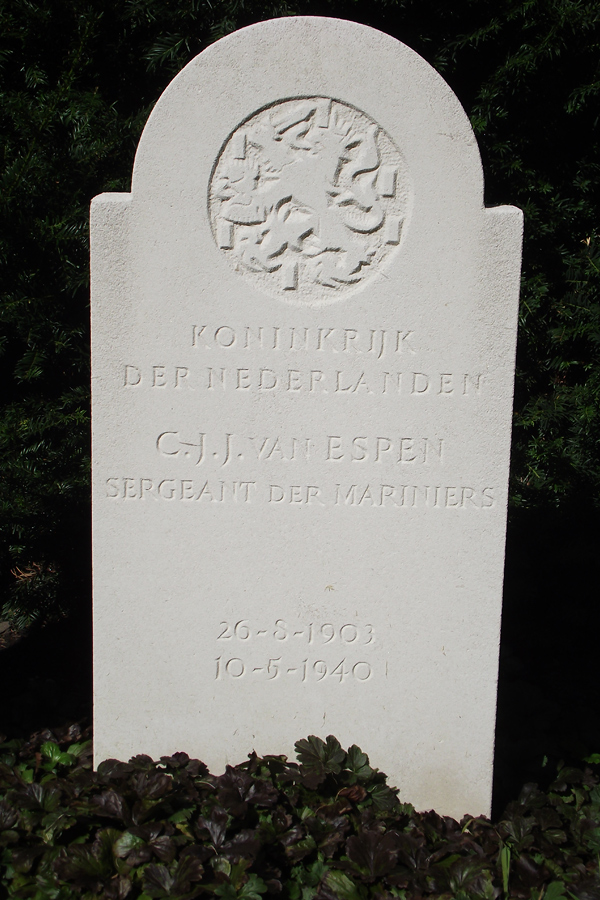 KONINKRIJK
DER NEDERLANDEN
C.J.J. VAN ESPEN
SERGEANT DER MARINIERS
26-8-1903
10-5-1940